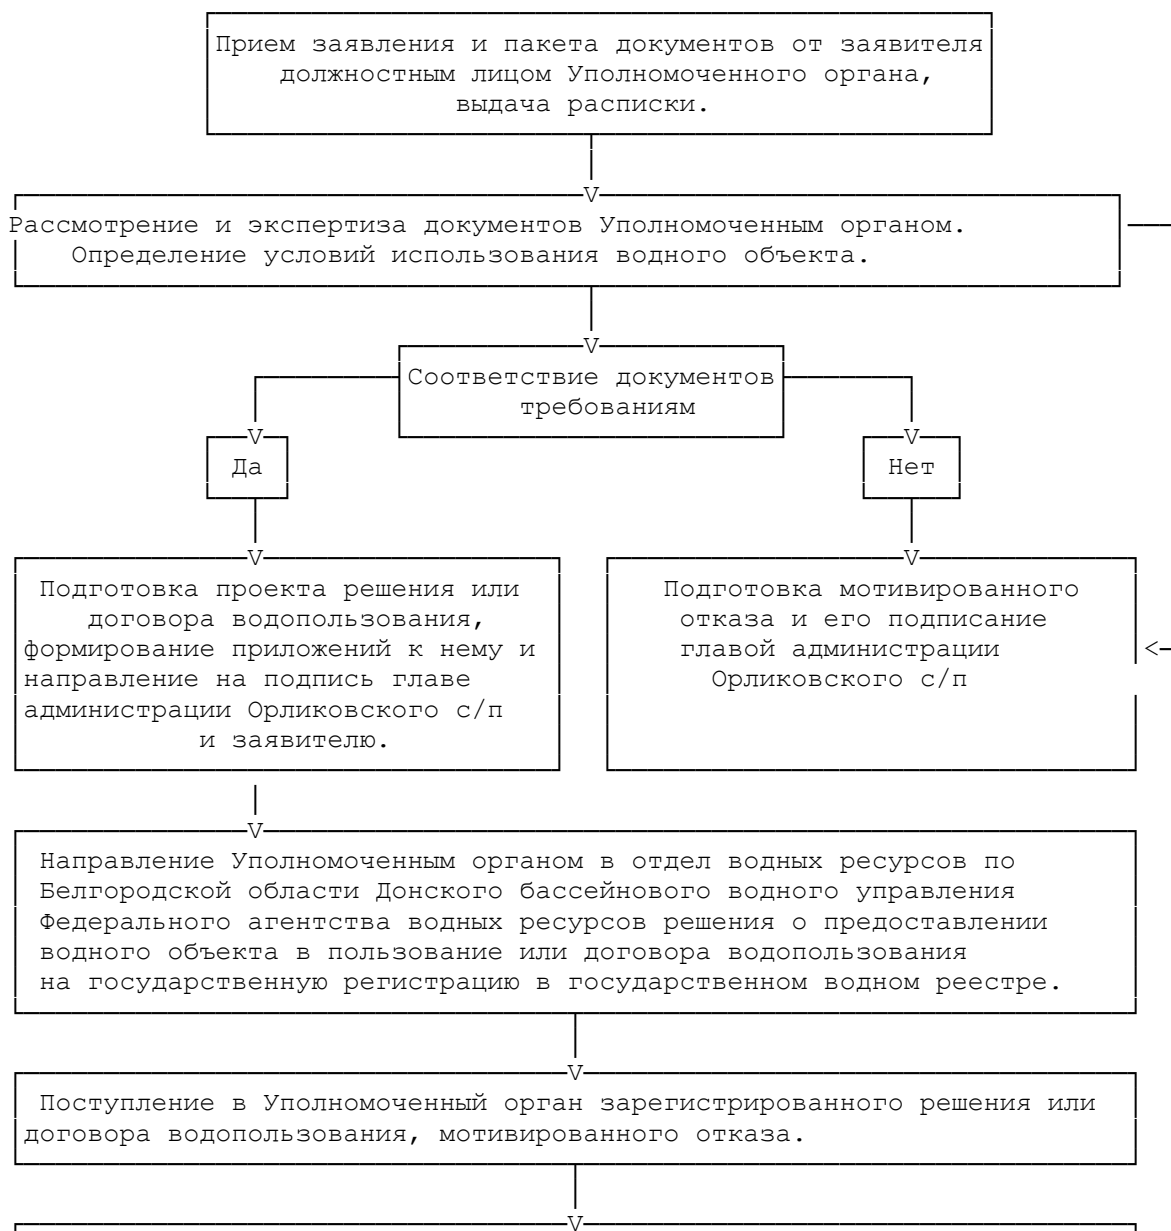 Прием заявления и пакета документов от заявителя
должностным лицом Уполномоченного органа,
выдача расписки.
Рассмотрение и экспертиза документов Уполномоченным органом.
Определение условий использования водного объекта.
Соответствие документов
требованиям
Да
Нет
Подготовка проекта решения или
договора водопользования,
формирование приложений к нему и
направление на подпись главе
администрации Орликовского с/п
и заявителю.
Подготовка мотивированного
отказа и его подписание
главой администрации
Орликовского с/п
Направление Уполномоченным органом в отдел водных ресурсов по
Белгородской области Донского бассейнового водного управления
Федерального агентства водных ресурсов решения о предоставлении
водного объекта в пользование или договора водопользования
на государственную регистрацию в государственном водном реестре.
Поступление в Уполномоченный орган зарегистрированного решения или
договора водопользования, мотивированного отказа.